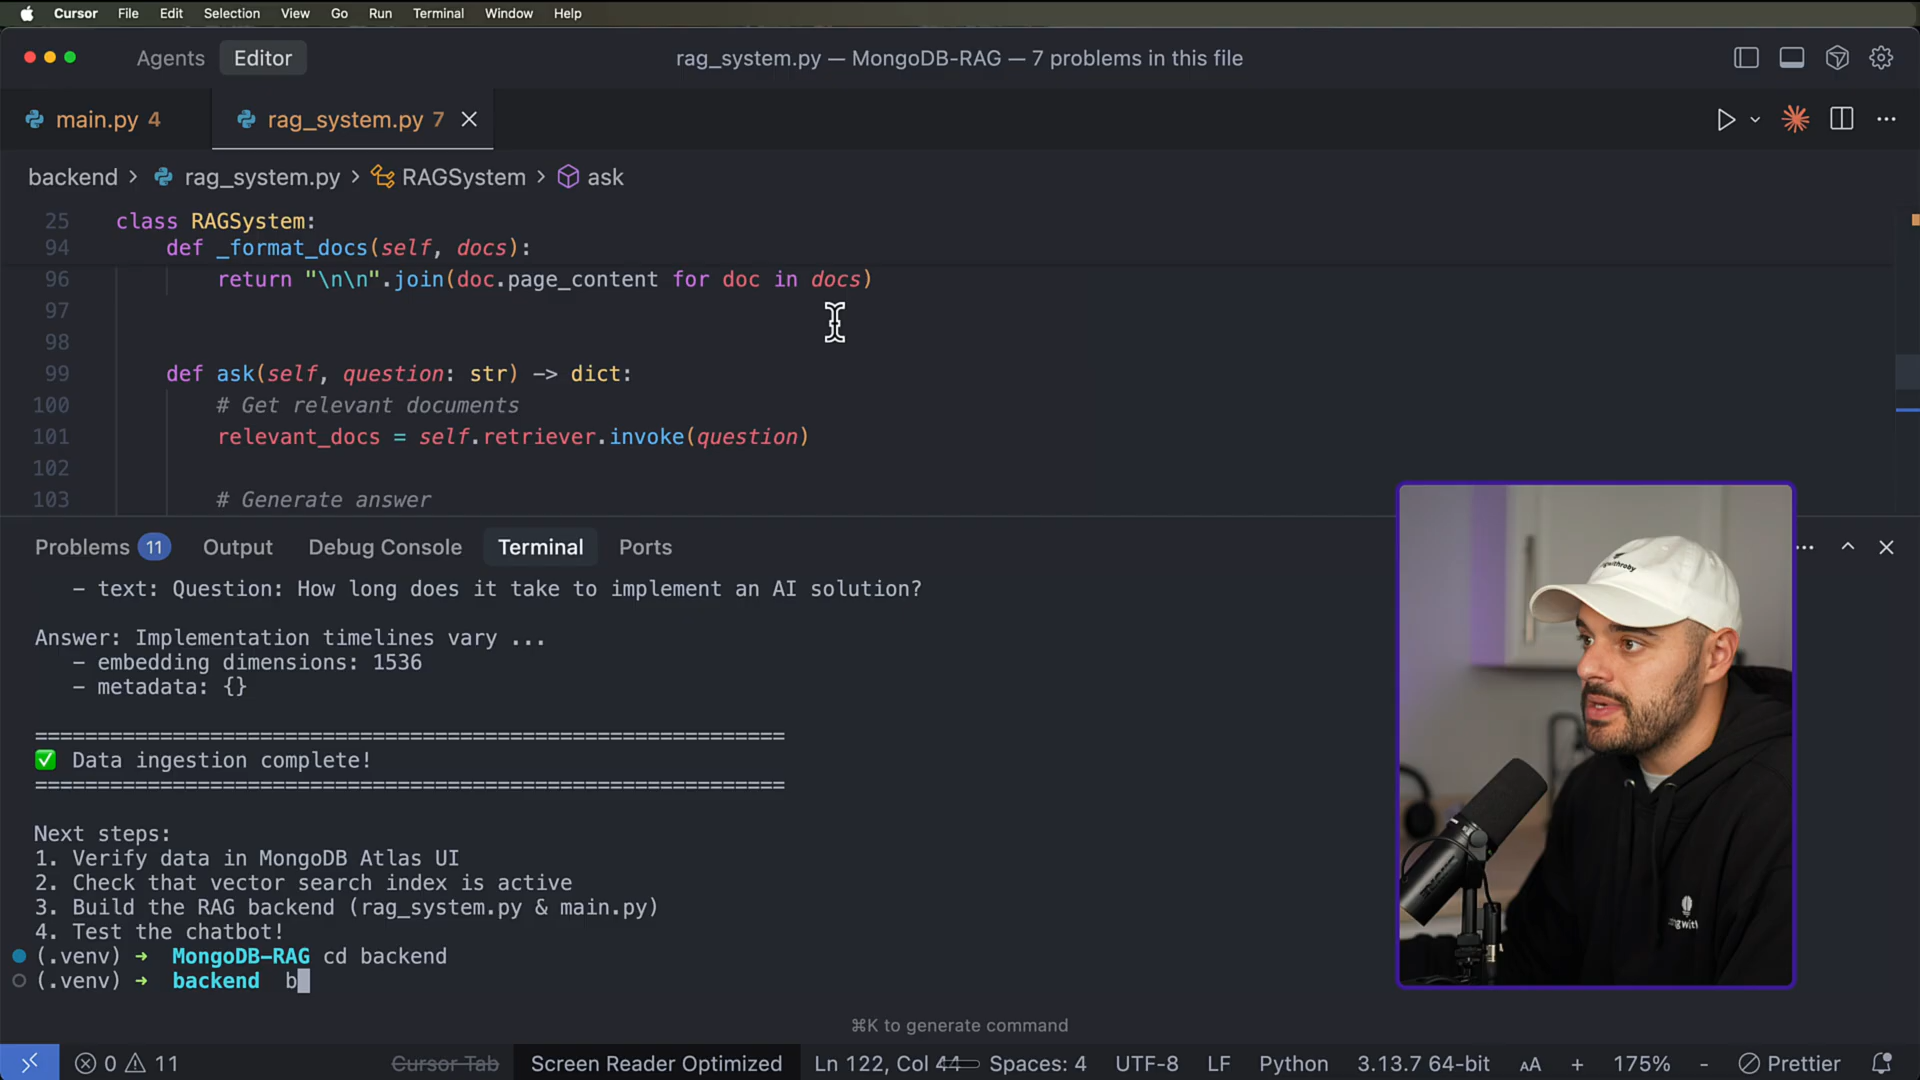 Cursor File Edit Selection View Go Run Terminal Window Help
Agents Editor rag_system.py — MongoDB-RAG — 7 problems in this file
main.py 4 rag_system.py 7
backend > rag_system.py > RAGSystem > ask
25 class RAGSystem:
94 def _format_docs(self, docs):
96 return "\n\n".join(doc.page_content for doc in docs)
97
98
99 def ask(self, question: str) -> dict:
100 # Get relevant documents
101 relevant_docs = self.retriever.invoke(question)
102
103 # Generate answer
Problems 11 Output Debug Console Terminal Ports
- text: Question: How long does it take to implement an AI solution?
Answer: Implementation timelines vary ...
- embedding dimensions: 1536
- metadata: {}
============================================================
✅ Data ingestion complete!
============================================================
Next steps:
1. Verify data in MongoDB Atlas UI
2. Check that vector search index is active
3. Build the RAG backend (rag_system.py & main.py)
4. Test the chatbot!
(.venv) → MongoDB-RAG cd backend
(.venv) → backend b
⌘K to generate command
0 11 Cursor Tab Screen Reader Optimized Ln 122, Col 44 Spaces: 4 UTF-8 LF Python 3.13.7 64-bit AA + 175% - Prettier